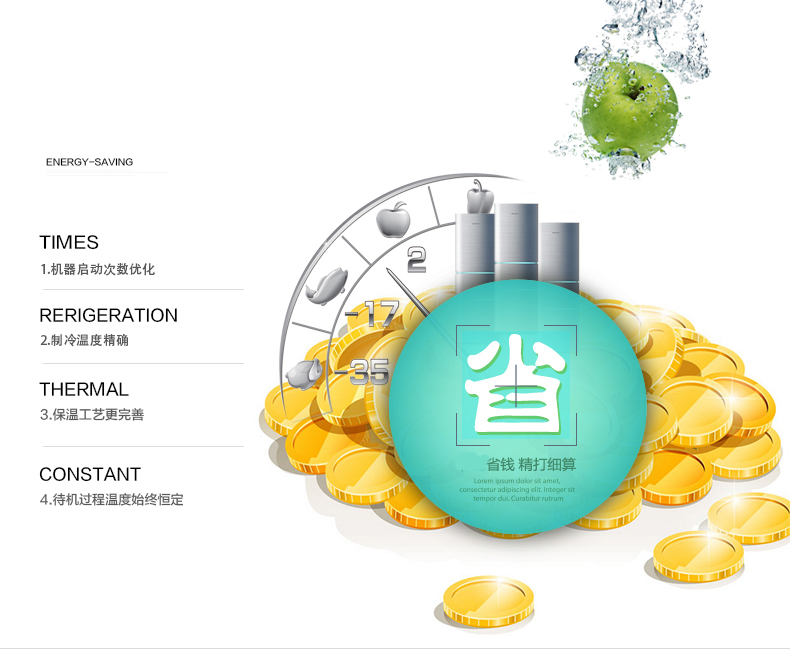 ENERGY-SAVING
TIMES
1.机器启动次数优化
RERIGERATION
2.制冷温度精确
THERMAL
3.保温工艺更完善
CONSTANT
4.待机过程温度始终恒定
2
-17
-35
省
省钱 精打细算
Lorem ipsum dolor sit amet,
consectetur adipiscing elit. Integer sit
tempor dui. Curabitur rutrum